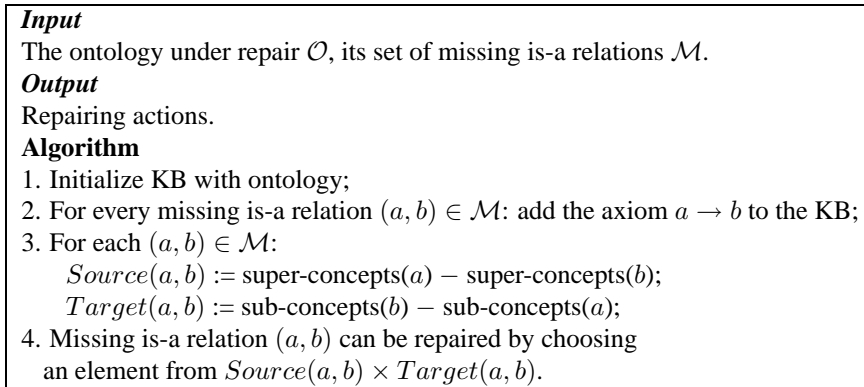 Input
The ontology under repair 𝒪, its set of missing is-a relations ℳ.
Output
Repairing actions.
Algorithm
1. Initialize KB with ontology;
2. For every missing is-a relation (a, b) ∈ ℳ: add the axiom a → b to the KB;
3. For each (a, b) ∈ ℳ:
Source(a, b) := super-concepts(a) − super-concepts(b);
Target(a, b) := sub-concepts(b) − sub-concepts(a);
4. Missing is-a relation (a, b) can be repaired by choosing
an element from Source(a, b) × Target(a, b).